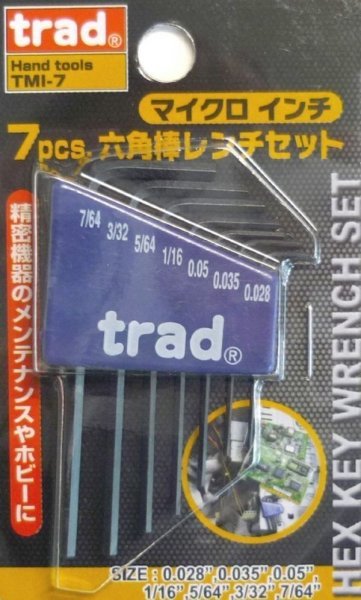 trad®
Hand tools
TMI-7
マイクロ インチ
7pcs. 六角棒レンチセット
精密機器のメンテナンスやホビーに
7/64 3/32 5/64 1/16 0.05 0.035 0.028
trad®
HEX KEY WRENCH SET
SIZE : 0.028",0.035",0.05",
1/16",5/64",3/32",7/64"